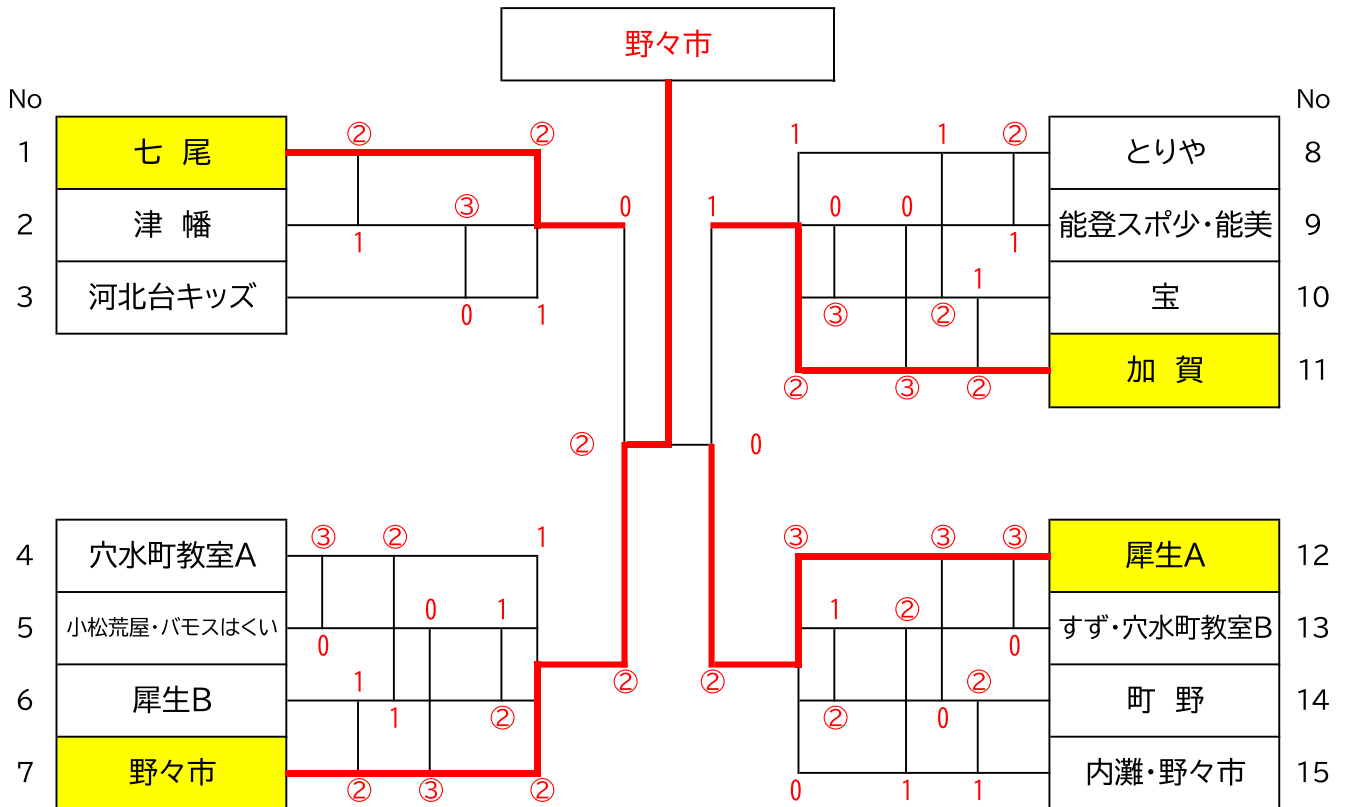 野々市
No
No
② ②
1 1 ②
1 七 尾
とりや 8
③ 0 1 0 0
2 津 幡
能登スポ少・能美 9
1 1
1
3 河北台キッズ
宝 10
0 1 ③ ②
加 賀 11
② ③ ②
② 0
③ ② 1
③ ③ ③
4 穴水町教室A
犀生A 12
0 1 1 ②
5 小松荒屋・バモスはくい
すず・穴水町教室B 13
0 0
1 ② ② ②
6 犀生B
町 野 14
1 ② ② 0
7 野々市
内灘・野々市 15
② ③ ② 0 1 1